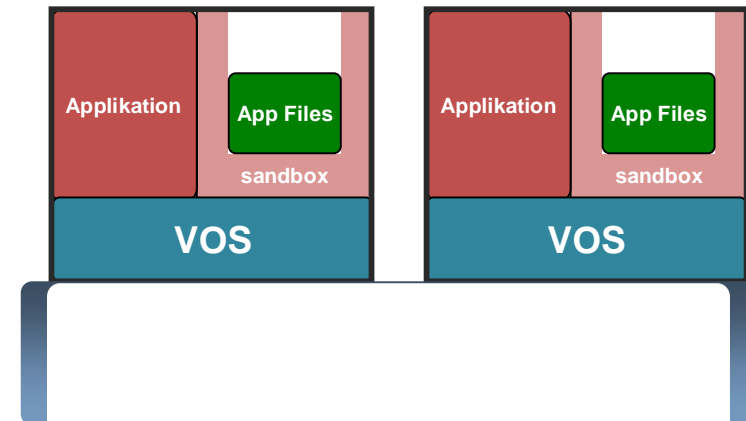 Applikation
App Files
sandbox
VOS
Applikation
App Files
sandbox
VOS